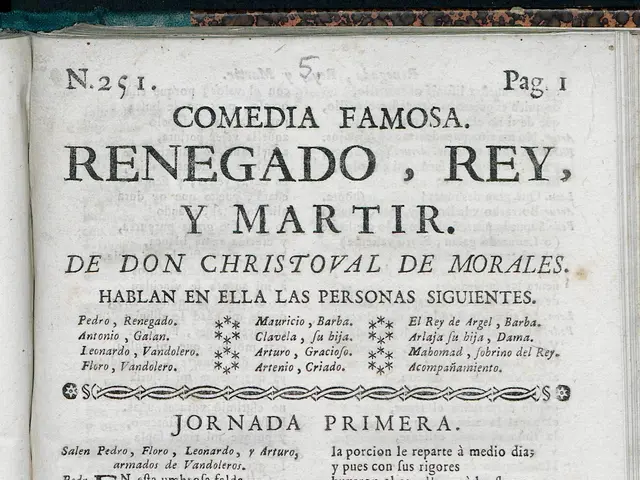 5
N. 251. Pag. 1
COMEDIA FAMOSA.
RENEGADO, REY,
Y MARTIR.
DE DON CHRISTOVAL DE MORALES.
HABLAN EN ELLA LAS PERSONAS SIGUIENTES.
Pedro, Renegado. Mauricio, Barba. El Rey de Argel, Barba.
Antonio, Galan. Clavela, ſu hija. Arlaja ſu hija, Dama.
Leonardo, Vandolero. Arturo, Gracioſo. Mahomad, ſobrino del Rey.
Floro, Vandolero. Artenio, Criado. Acompañamiento.
JORNADA PRIMERA.
Salen Pedro, Floro, Leonardo, y Arturo,
armados de Vandoleros.
la porcion le reparte à medio dia;
y pues con ſus rigores